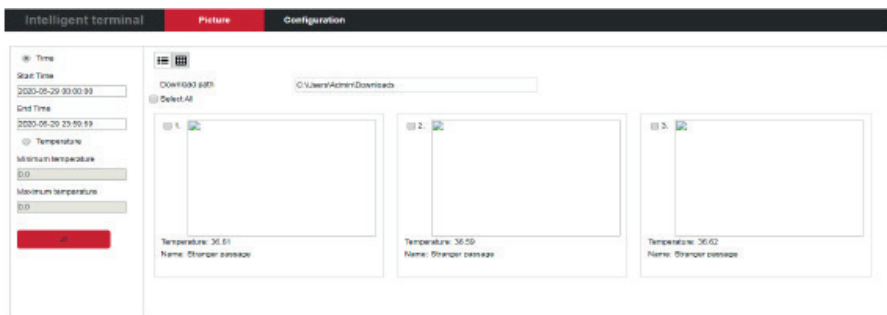 Intelligent terminal Picture Configuration
Time
Start Time
2020-05-29 00:00:00
End Time
2020-05-29 23:59:59
Temperature
Minimum temperature
0.0
Maximum temperature
0.0
Download path C:\Users\Admin\Downloads
Select All
1. 2. 3.
Temperature: 36.61 Temperature: 36.59 Temperature: 36.62
Name: Stranger passage Name: Stranger passage Name: Stranger passage